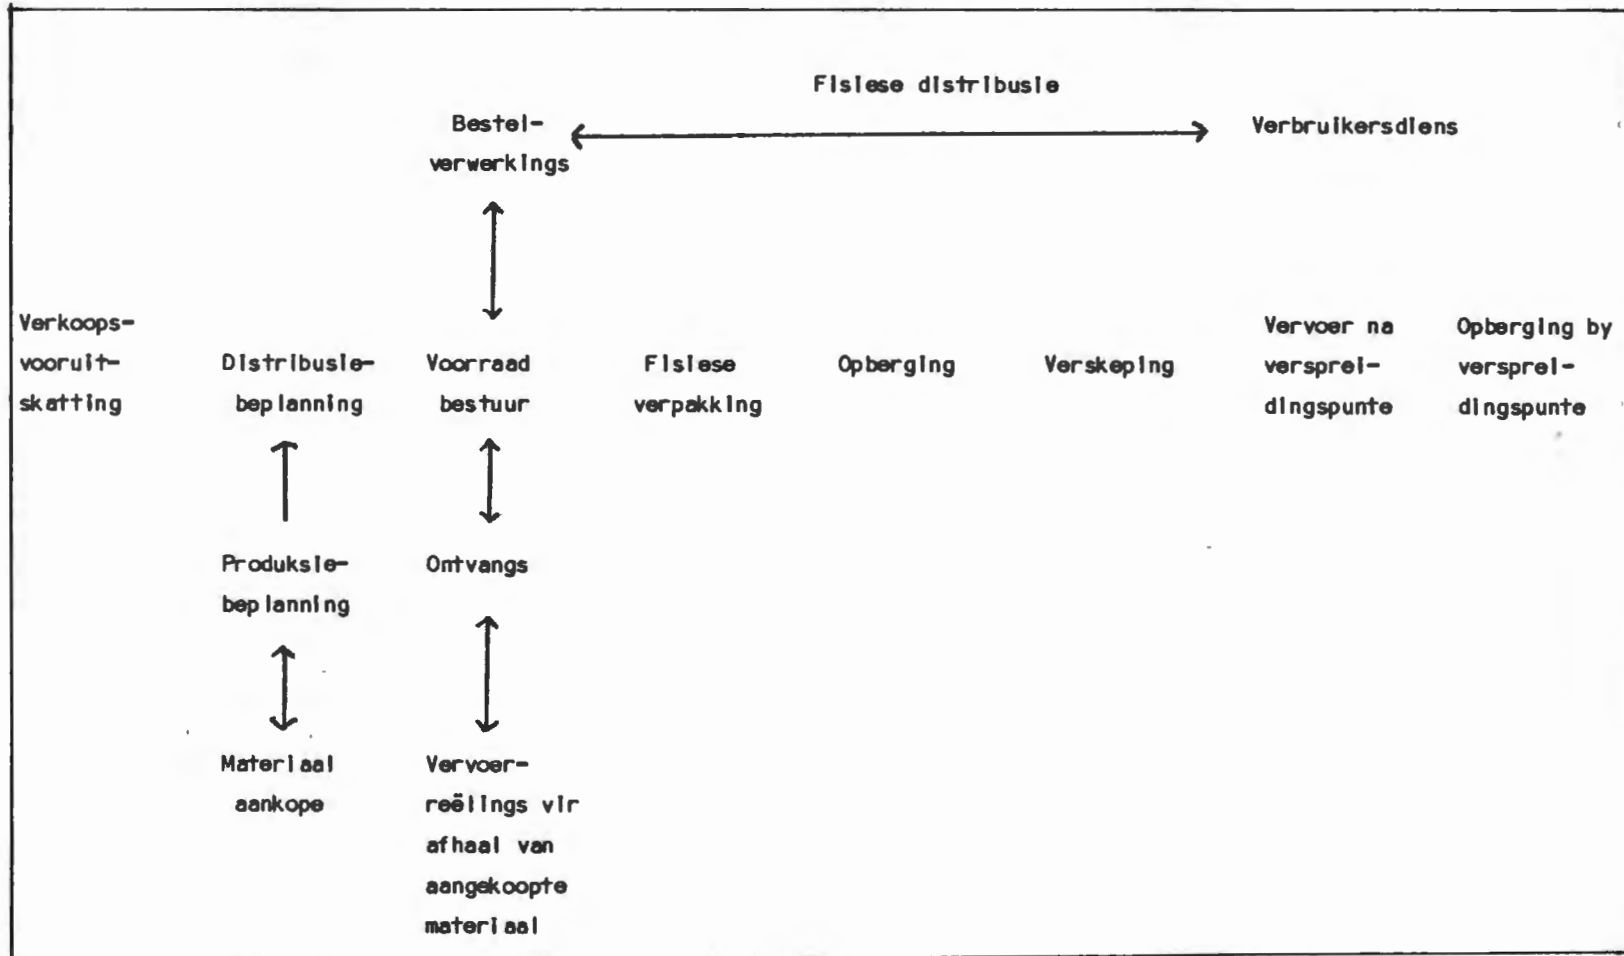 Fisiese distribusie
Bestel-
verwerkings
Verbruikersdiens
Verkoops-
vooruit-
skatting
Distribusie-
beplanning
Voorraad
bestuur
Fisiese
verpakking
Opberging
Verskeping
Vervoer na
versprei-
dingspunte
Opberging by
versprei-
dingspunte
Produksie-
beplanning
Ontvangs
Materiaal
aankope
Vervoer-
reëlings vir
afhaal van
aangekoopte
materiaal